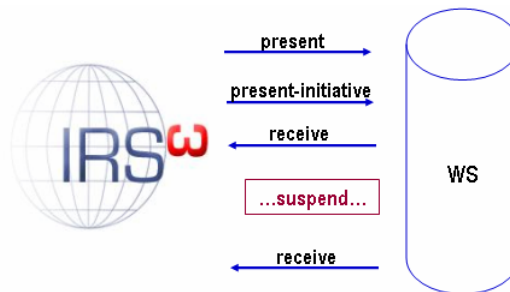 present
present-initiative
receive
IRS3
WS
...suspend...
receive